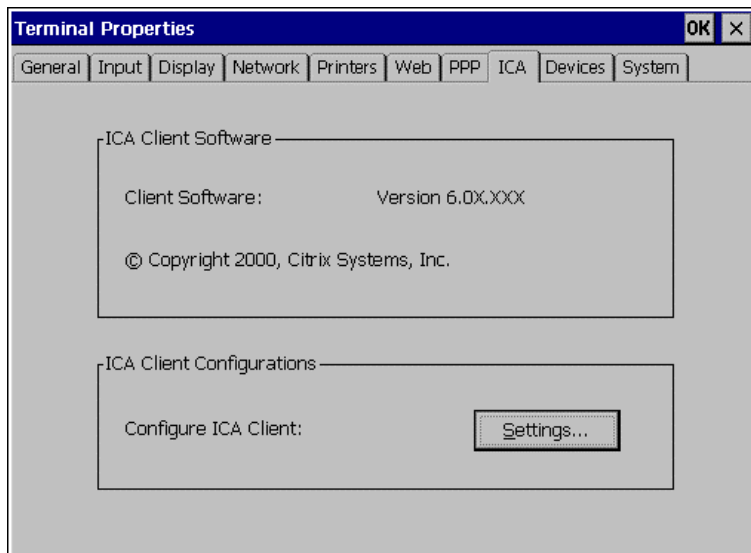 Terminal Properties OK ×
General Input Display Network Printers Web PPP ICA Devices System
ICA Client Software
Client Software: Version 6.0X.XXX
© Copyright 2000, Citrix Systems, Inc.
ICA Client Configurations
Configure ICA Client: Settings...